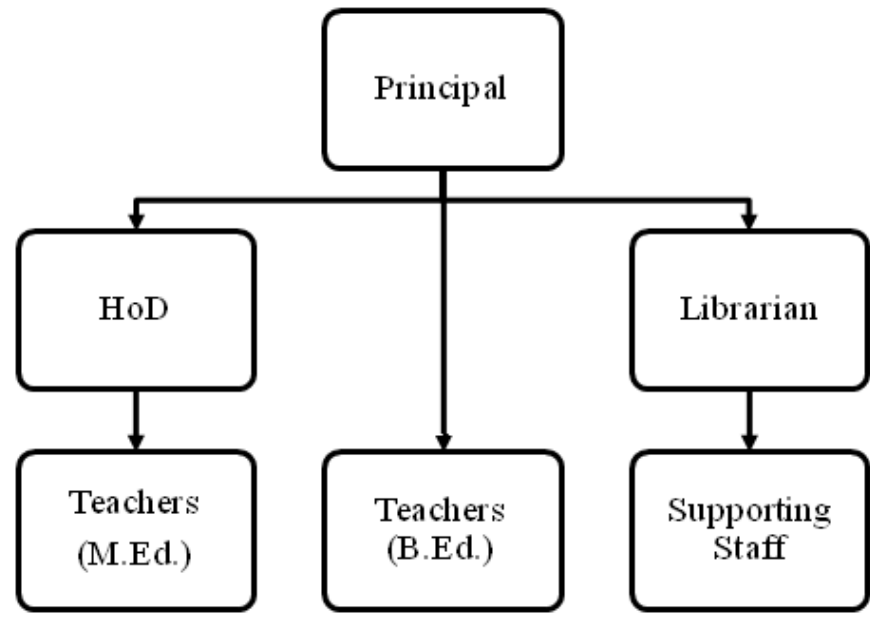 Principal
HoD
Librarian
Teachers
(M.Ed.)
Teachers
(B.Ed.)
Supporting
Staff